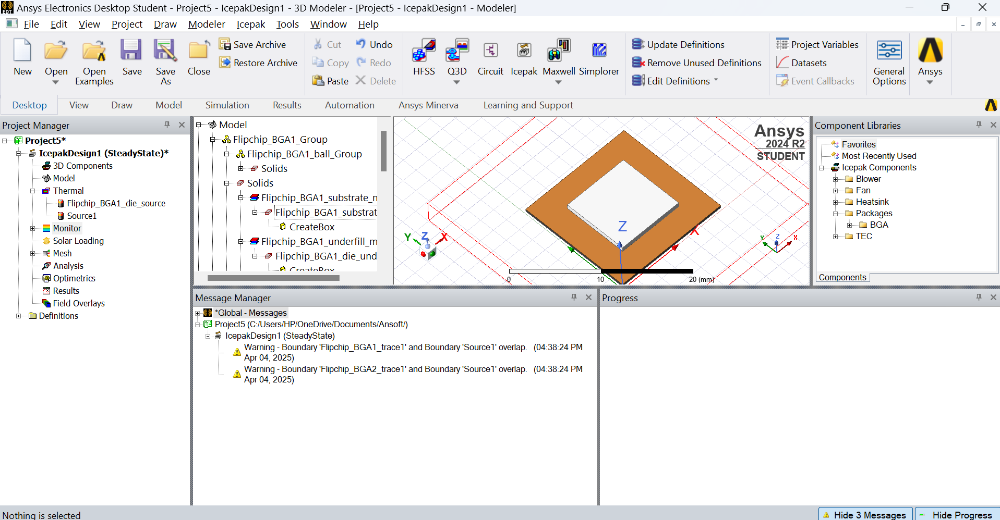 Ansys Electronics Desktop Student - Project5 - IcepakDesign1 - 3D Modeler - [Project5 - IcepakDesign1 - Modeler]
File Edit View Project Draw Modeler Icepak Tools Window Help
New
Open
Open Examples
Save
Save As
Close
Save Archive
Restore Archive
Cut
Copy
Paste
Undo
Redo
Delete
HFSS
Q3D
Circuit
Icepak
Maxwell
Simplorer
Update Definitions
Remove Unused Definitions
Edit Definitions
Project Variables
Datasets
Event Callbacks
General Options
Ansys
Desktop View Draw Model Simulation Results Automation Ansys Minerva Learning and Support
Project Manager
Project5*
IcepakDesign1 (SteadyState)*
3D Components
Model
Thermal
Flipchip_BGA1_die_source
Source1
Monitor
Solar Loading
Mesh
Analysis
Optimetrics
Results
Field Overlays
Definitions
Model
Flipchip_BGA1_Group
Flipchip_BGA1_ball_Group
Solids
Solids
Flipchip_BGA1_substrate_m
Flipchip_BGA1_substrat
CreateBox
Flipchip_BGA1_underfill_m
Flipchip_BGA1_die_und
CreateBox
Ansys
2024 R2
STUDENT
Z
X
Y Z X
Y Z X
0 10 20 (mm)
Component Libraries
Favorites
Most Recently Used
Icepak Components
Blower
Fan
Heatsink
Packages
BGA
TEC
Components
Message Manager
*Global - Messages
Project5 (C:/Users/HP/OneDrive/Documents/Ansoft/)
IcepakDesign1 (SteadyState)
Warning - Boundary 'Flipchip_BGA1_trace1' and Boundary 'Source1' overlap. (04:38:24 PM
Apr 04, 2025)
Warning - Boundary 'Flipchip_BGA2_trace1' and Boundary 'Source1' overlap. (04:38:24 PM
Apr 04, 2025)
Progress
Nothing is selected
Hide 3 Messages
Hide Progress